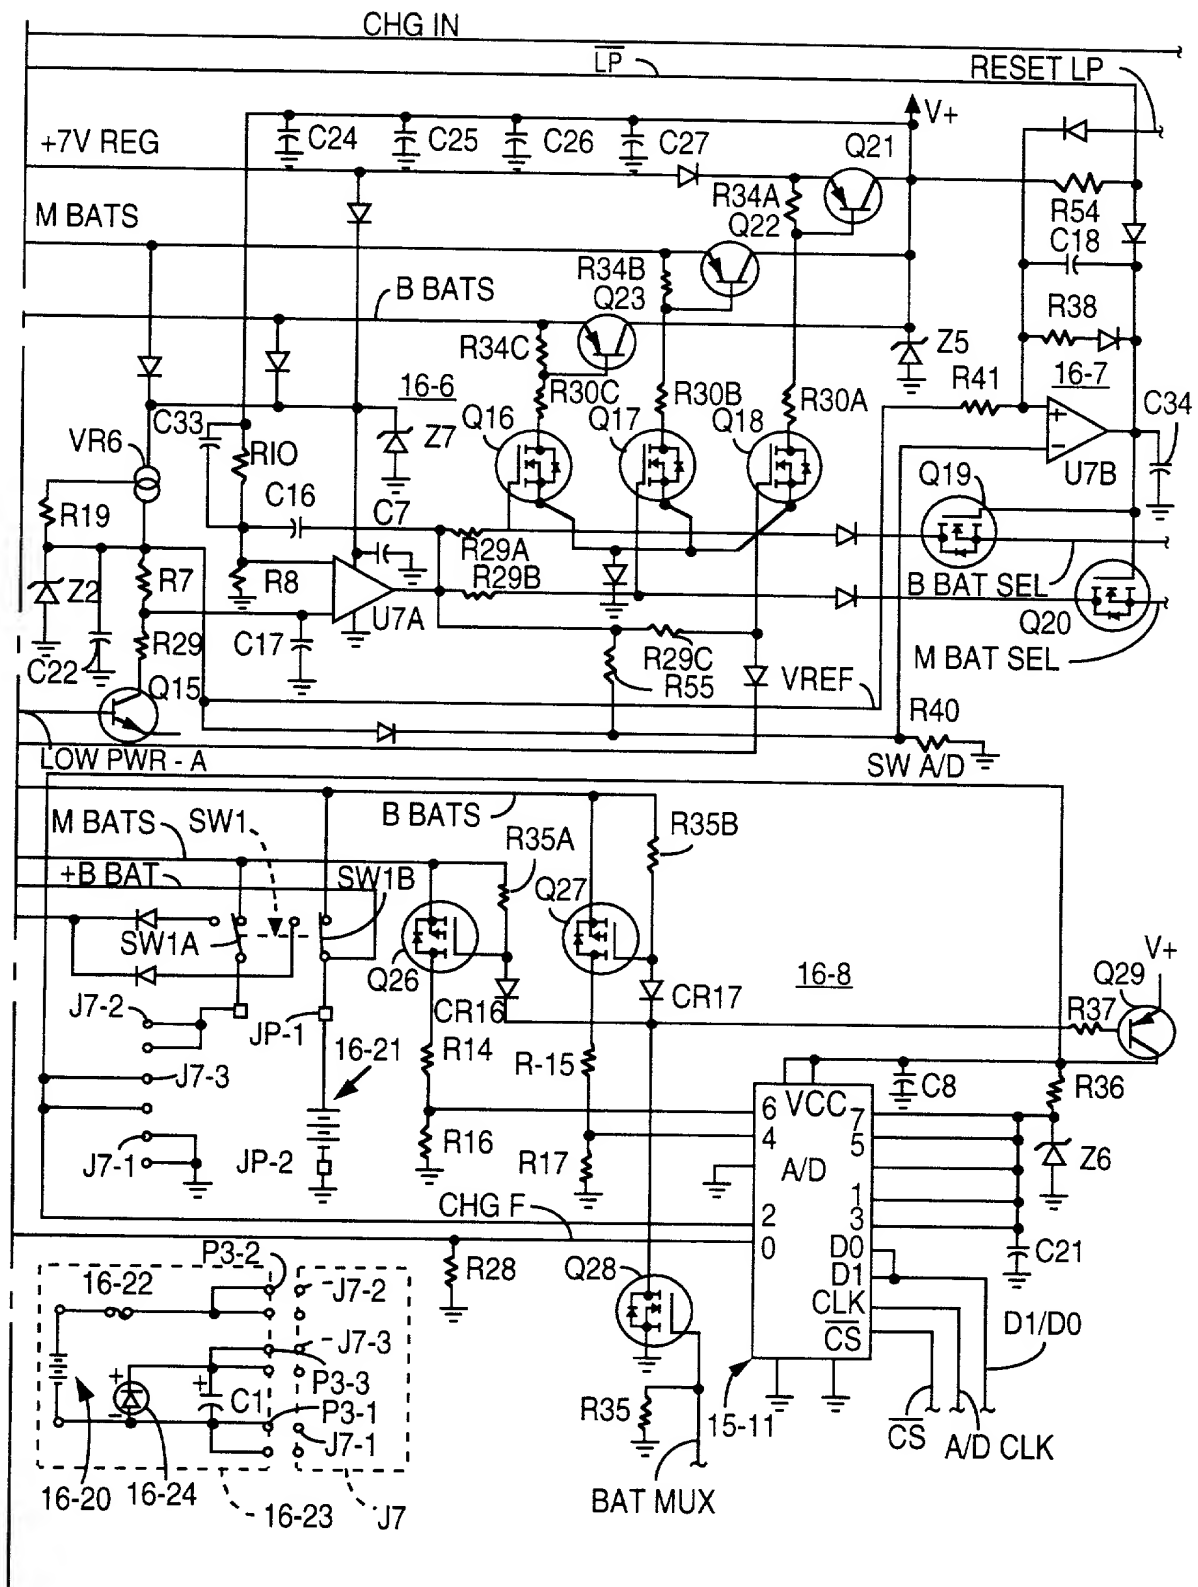 CHG IN
LP
RESET LP
V+
C24
C25
C26
C27
+7V REG
Q21
R34A
M BATS
Q22
R54
C18
R34B
Q23
B BATS
R38
R34C
Z5
16-6
R30C
R30B
R30A
R41
16-7
C33
Q16
Q17
Q18
C34
VR6
Z7
R10
U7B
Q19
C16
C7
R19
R29A
R7
R8
R29B
B BAT SEL
Z2
U7A
Q20
R29
C17
C22
R29C
M BAT SEL
Q15
R55
VREF
R40
LOW PWR - A
SW A/D
B BATS
M BATS
SW1
R35A
R35B
+B BAT
SW1B
Q27
SW1A
V+
Q26
16-8
Q29
J7-2
CR16
CR17
R37
JP-1
16-21
R14
R-15
J7-3
C8
R36
6
VCC
7
R16
4
5
J7-1
JP-2
R17
A/D
Z6
1
CHG F
2
3
0
D0
C21
P3-2
R28
Q28
D1
16-22
J7-2
CLK
D1/D0
J7-3
CS
P3-3
C1
P3-1
R35
15-11
J7-1
CS
A/D CLK
16-20
16-24
16-23
J7
BAT MUX